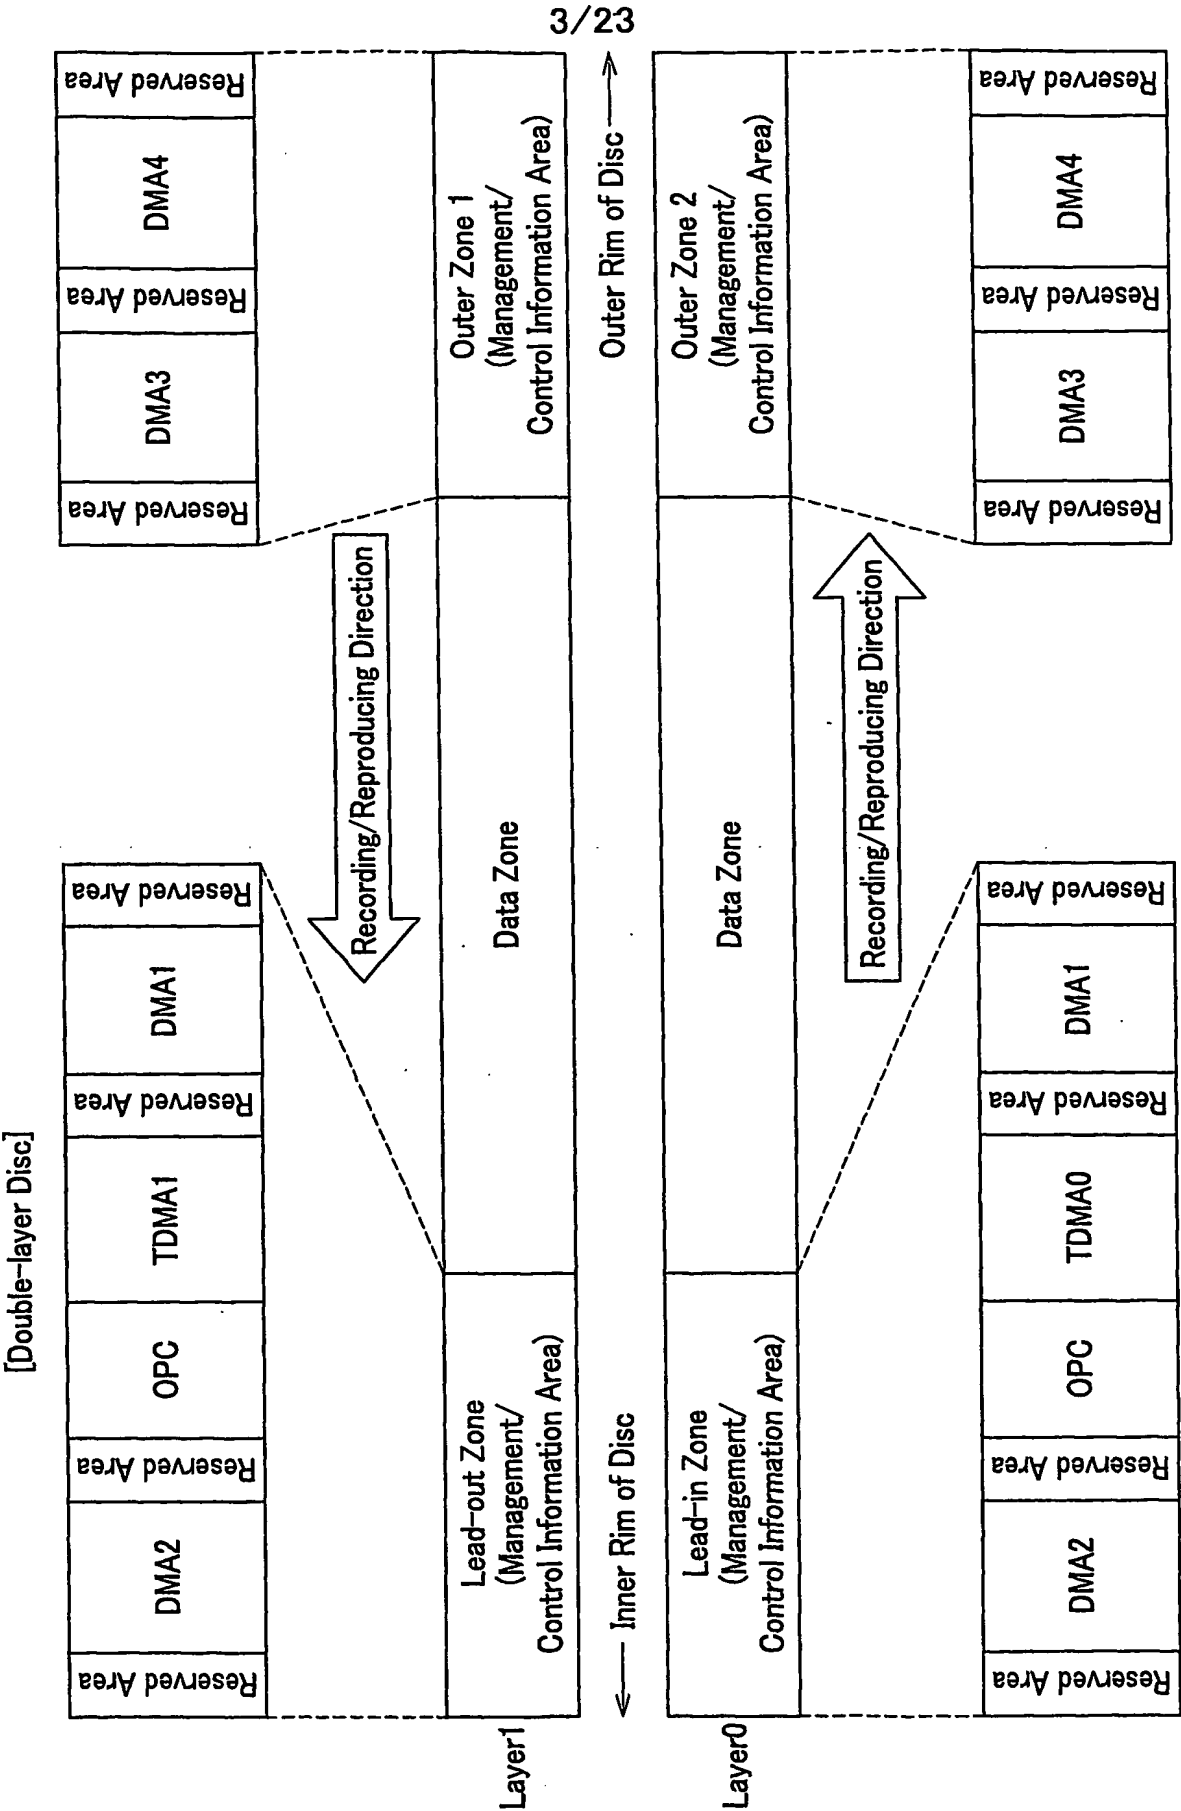 3/23
[Double-layer Disc]
Reserved Area
DMA2
Reserved Area
OPC
TDMA1
Reserved Area
DMA1
Reserved Area
Reserved Area
DMA3
Reserved Area
DMA4
Reserved Area
Recording/Reproducing Direction
Layer1
Lead-out Zone
(Management/
Control Information Area)
Data Zone
Outer Zone 1
(Management/
Control Information Area)
Inner Rim of Disc
Outer Rim of Disc
Layer0
Lead-in Zone
(Management/
Control Information Area)
Data Zone
Outer Zone 2
(Management/
Control Information Area)
Recording/Reproducing Direction
Reserved Area
DMA2
Reserved Area
OPC
TDMA0
Reserved Area
DMA1
Reserved Area
Reserved Area
DMA3
Reserved Area
DMA4
Reserved Area